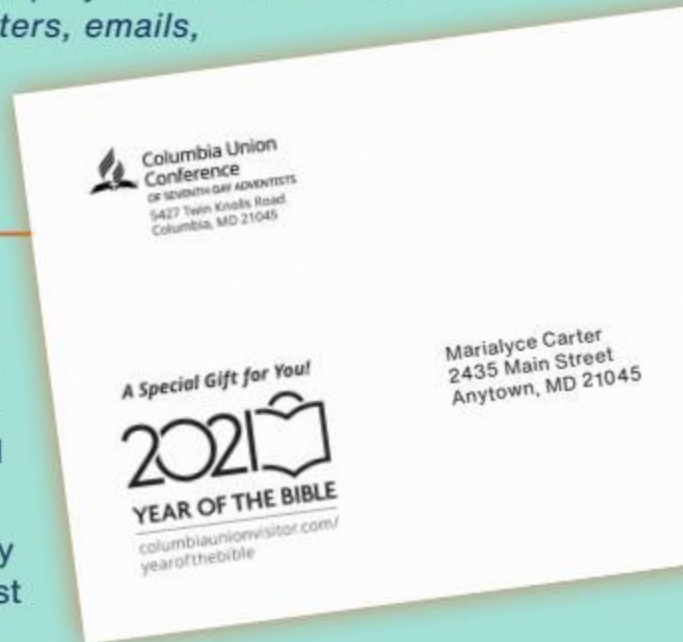 ters, emails,
Columbia Union
Conference
OF SEVENTH-DAY ADVENTISTS
5427 Twin Knolls Road
Columbia, MD 21045
A Special Gift for You!
2021
YEAR OF THE BIBLE
columbiaunionvisitor.com/
yearofthebible
Marialyce Carter
2435 Main Street
Anytown, MD 21045
y
st